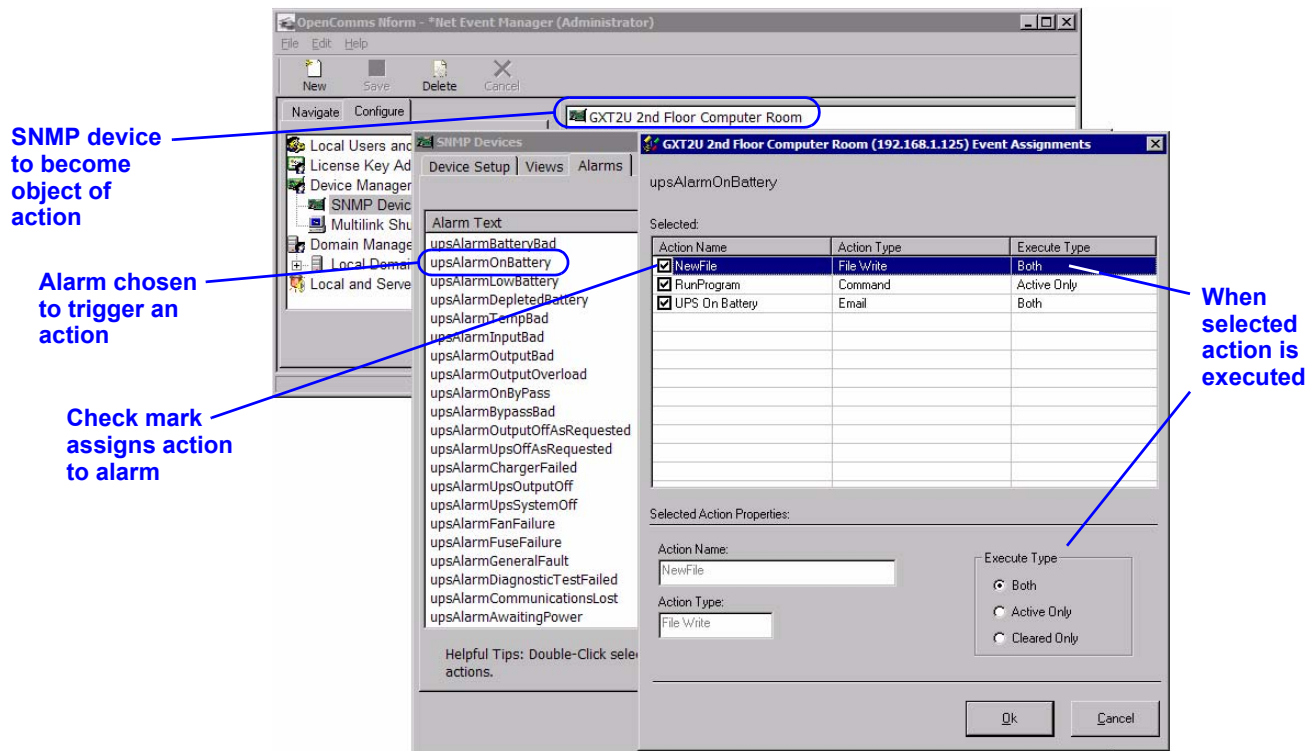 OpenComms Nform - *Net Event Manager (Administrator)
File Edit Help
New Save Delete Cancel
Navigate Configure
GXT2U 2nd Floor Computer Room
SNMP device
to become
object of
action
Local Users and
License Key Ad
Device Manager
SNMP Devic
Multilink Shu
Domain Manage
Local Domai
Local and Serve
Alarm chosen
to trigger an
action
Check mark
assigns action
to alarm
SNMP Devices
Device Setup Views Alarms
Alarm Text
upsAlarmBatteryBad
upsAlarmOnBattery
upsAlarmLowBattery
upsAlarmDepletedBattery
upsAlarmTempBad
upsAlarmInputBad
upsAlarmOutputBad
upsAlarmOutputOverload
upsAlarmOnByPass
upsAlarmBypassBad
upsAlarmOutputOffAsRequested
upsAlarmUpsOffAsRequested
upsAlarmChargerFailed
upsAlarmUpsOutputOff
upsAlarmUpsSystemOff
upsAlarmFanFailure
upsAlarmFuseFailure
upsAlarmGeneralFault
upsAlarmDiagnosticTestFailed
upsAlarmCommunicationsLost
upsAlarmAwaitingPower
Helpful Tips: Double-Click sele
actions.
GXT2U 2nd Floor Computer Room (192.168.1.125) Event Assignments
upsAlarmOnBattery
Selected:
Action Name Action Type Execute Type
NewFile File Write Both
RunProgram Command Active Only
UPS On Battery Email Both
When
selected
action is
executed
Selected Action Properties:
Action Name:
NewFile
Action Type:
File Write
Execute Type
Both
Active Only
Cleared Only
Ok Cancel